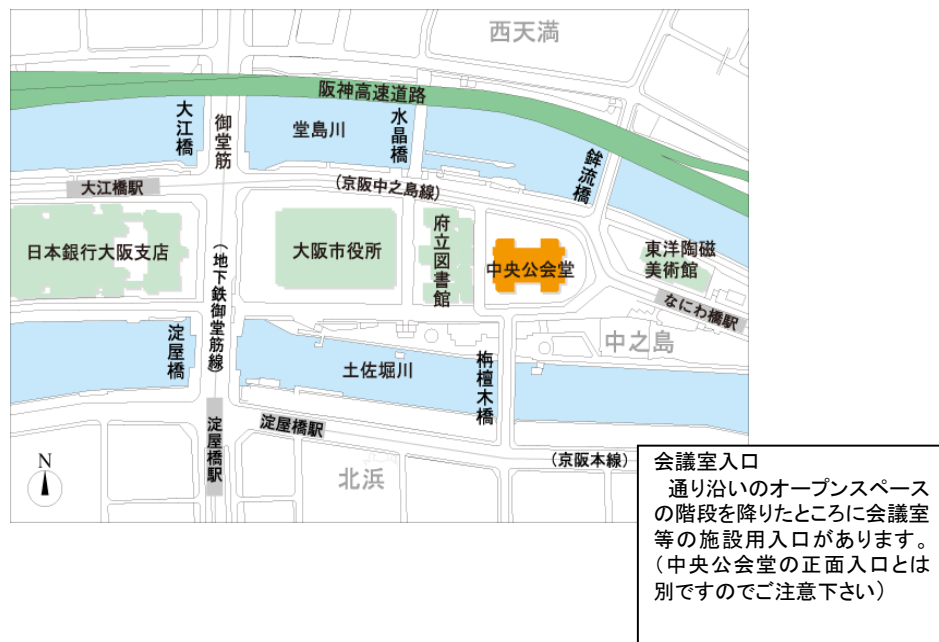 西天満
阪神高速道路
大江橋
御堂筋
堂島川
水晶橋
鉾流橋
大江橋駅
(京阪中之島線)
日本銀行大阪支店
(地下鉄御堂筋線)
大阪市役所
府立図書館
中央公会堂
東洋陶磁
美術館
なにわ橋駅
中之島
淀屋橋
土佐堀川
栴檀木橋
淀屋橋駅
淀屋橋駅
(京阪本線)
北浜
N
会議室入口
　通り沿いのオープンスペース
の階段を降りたところに会議室
等の施設用入口があります。
(中央公会堂の正面入口とは
別ですのでご注意下さい)